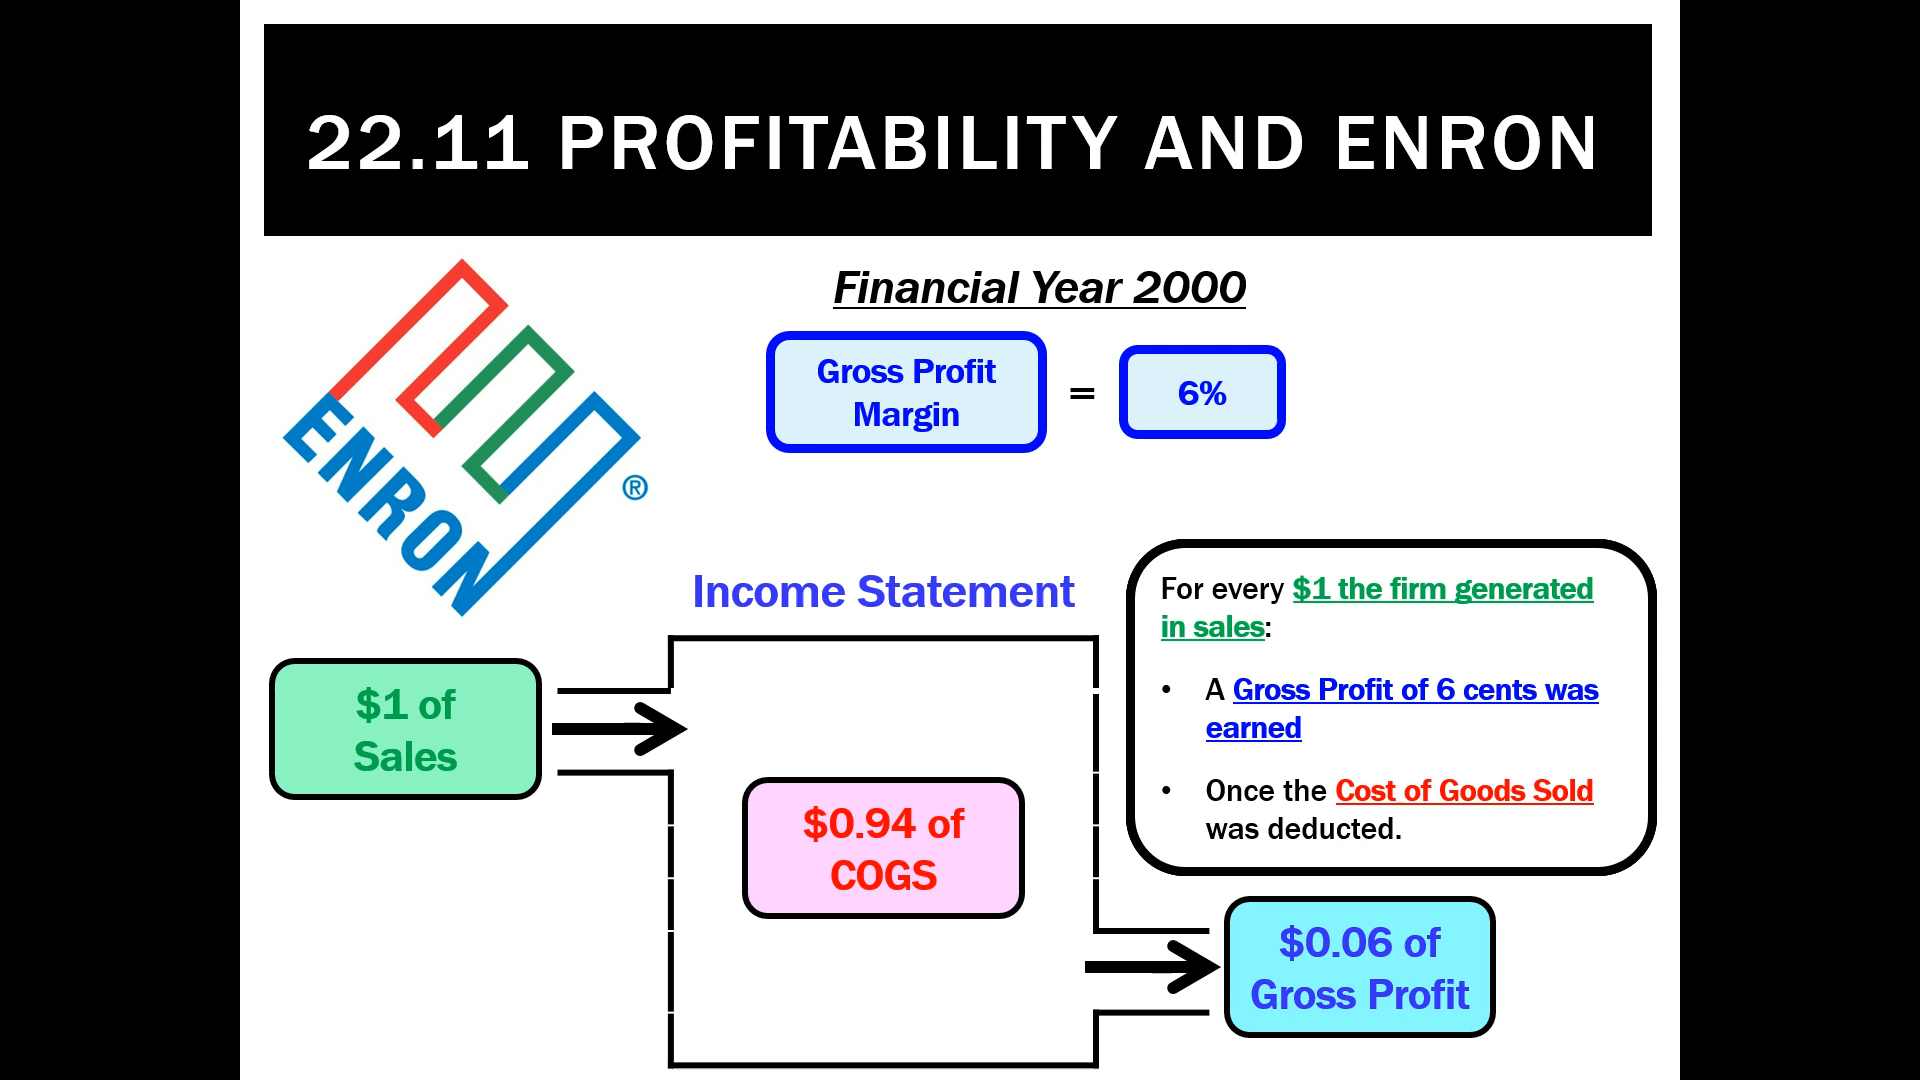 22.11 PROFITABILITY AND ENRON
Financial Year 2000
Gross Profit
Margin
=
6%
ENRON
®
Income Statement
For every $1 the firm generated
in sales:
• A Gross Profit of 6 cents was
earned
• Once the Cost of Goods Sold
was deducted.
$1 of
Sales
$0.94 of
COGS
$0.06 of
Gross Profit